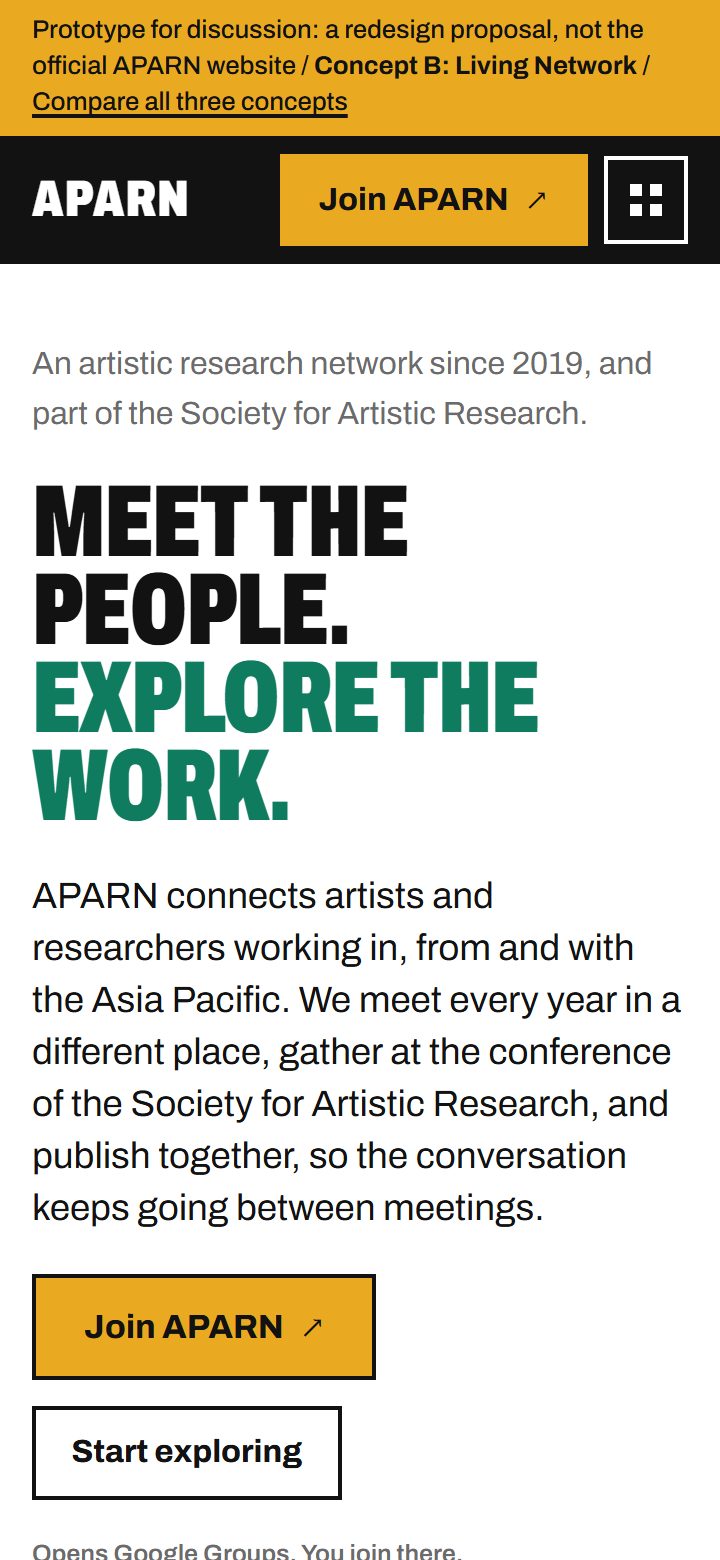 Prototype for discussion: a redesign proposal, not the
official APARN website / Concept B: Living Network /
Compare all three concepts
APARN
Join APARN ↗
An artistic research network since 2019, and
part of the Society for Artistic Research.
MEET THE
PEOPLE.
EXPLORE THE
WORK.
APARN connects artists and
researchers working in, from and with
the Asia Pacific. We meet every year in a
different place, gather at the conference
of the Society for Artistic Research, and
publish together, so the conversation
keeps going between meetings.
Join APARN ↗
Start exploring
Opens Google Groups. You join there.